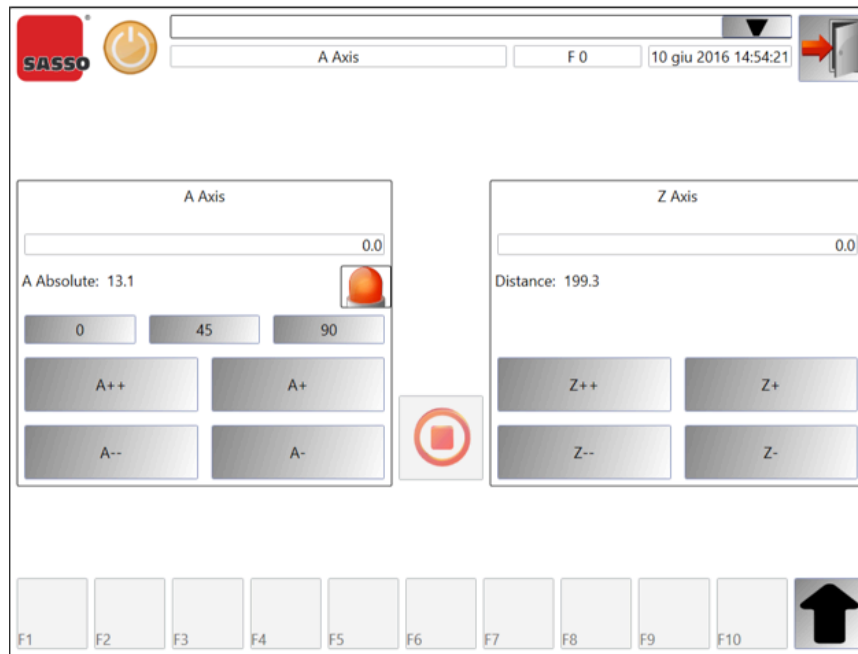 SASSO
®
A Axis
F 0
10 giu 2016 14:54:21
A Axis
0.0
A Absolute: 13.1
0
45
90
A++
A+
A--
A-
Z Axis
0.0
Distance: 199.3
Z++
Z+
Z--
Z-
F1
F2
F3
F4
F5
F6
F7
F8
F9
F10